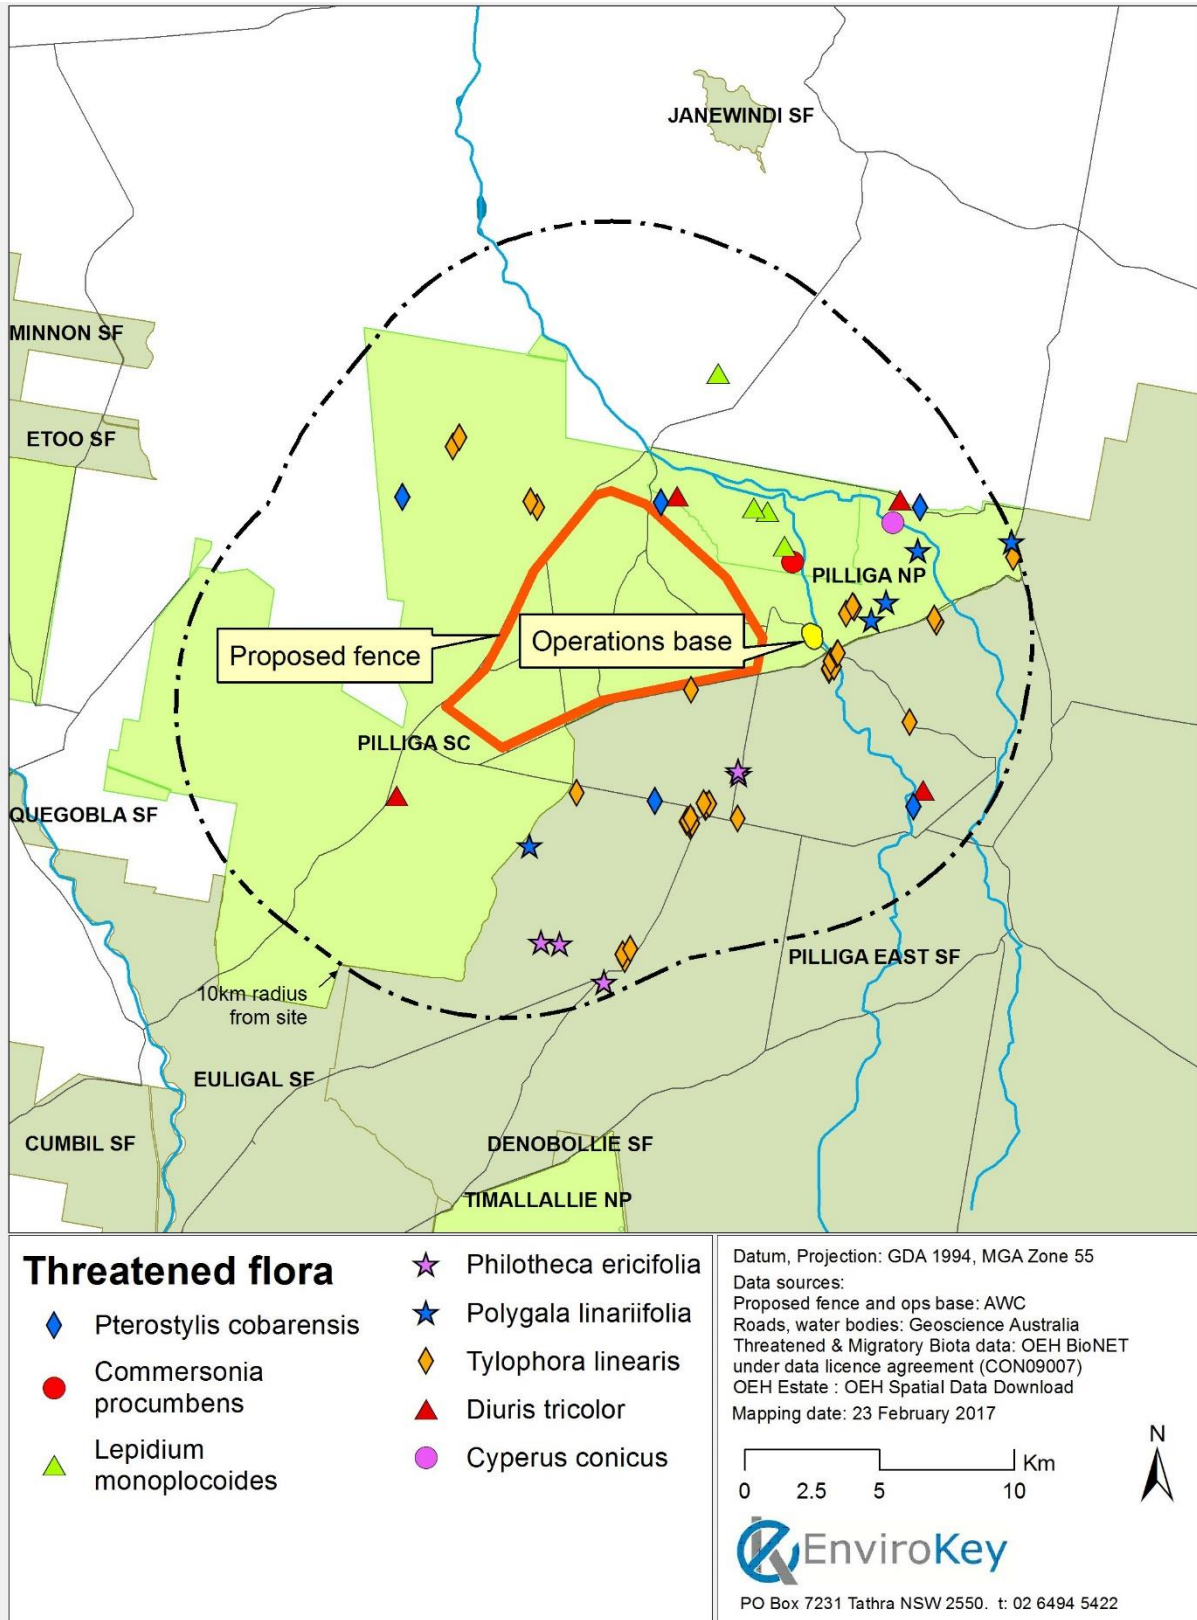 JANEWINDI SF
MINNON SF
ETOO SF
PILLIGA NP
Proposed fence
Operations base
PILLIGA SC
QUEGOBLA SF
PILLIGA EAST SF
10km radius
from site
EULIGAL SF
CUMBIL SF
DENOBOLLIE SF
TIMALLALLIE NP
Threatened flora
Pterostylis cobarensis
Commersonia
procumbens
Lepidium
monoplocoides
Philotheca ericifolia
Polygala linariifolia
Tylophora linearis
Diuris tricolor
Cyperus conicus
Datum, Projection: GDA 1994, MGA Zone 55
Data sources:
Proposed fence and ops base: AWC
Roads, water bodies: Geoscience Australia
Threatened & Migratory Biota data: OEH BioNET
under data licence agreement (CON09007)
OEH Estate : OEH Spatial Data Download
Mapping date: 23 February 2017
N
Km
0 2.5 5 10
EnviroKey
PO Box 7231 Tathra NSW 2550. t: 02 6494 5422